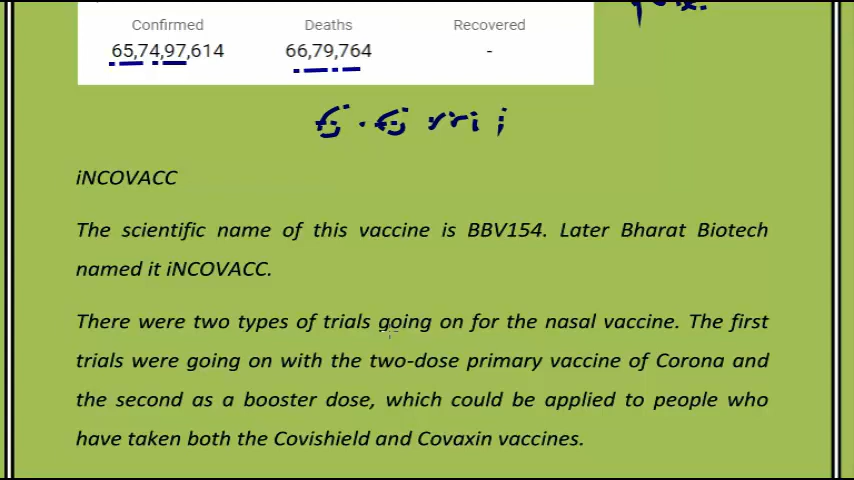 Confirmed Deaths Recovered
65,74,97,614 66,79,764 -
iNCOVACC
The scientific name of this vaccine is BBV154. Later Bharat Biotech
named it iNCOVACC.
There were two types of trials going on for the nasal vaccine. The first
trials were going on with the two-dose primary vaccine of Corona and
the second as a booster dose, which could be applied to people who
have taken both the Covishield and Covaxin vaccines.